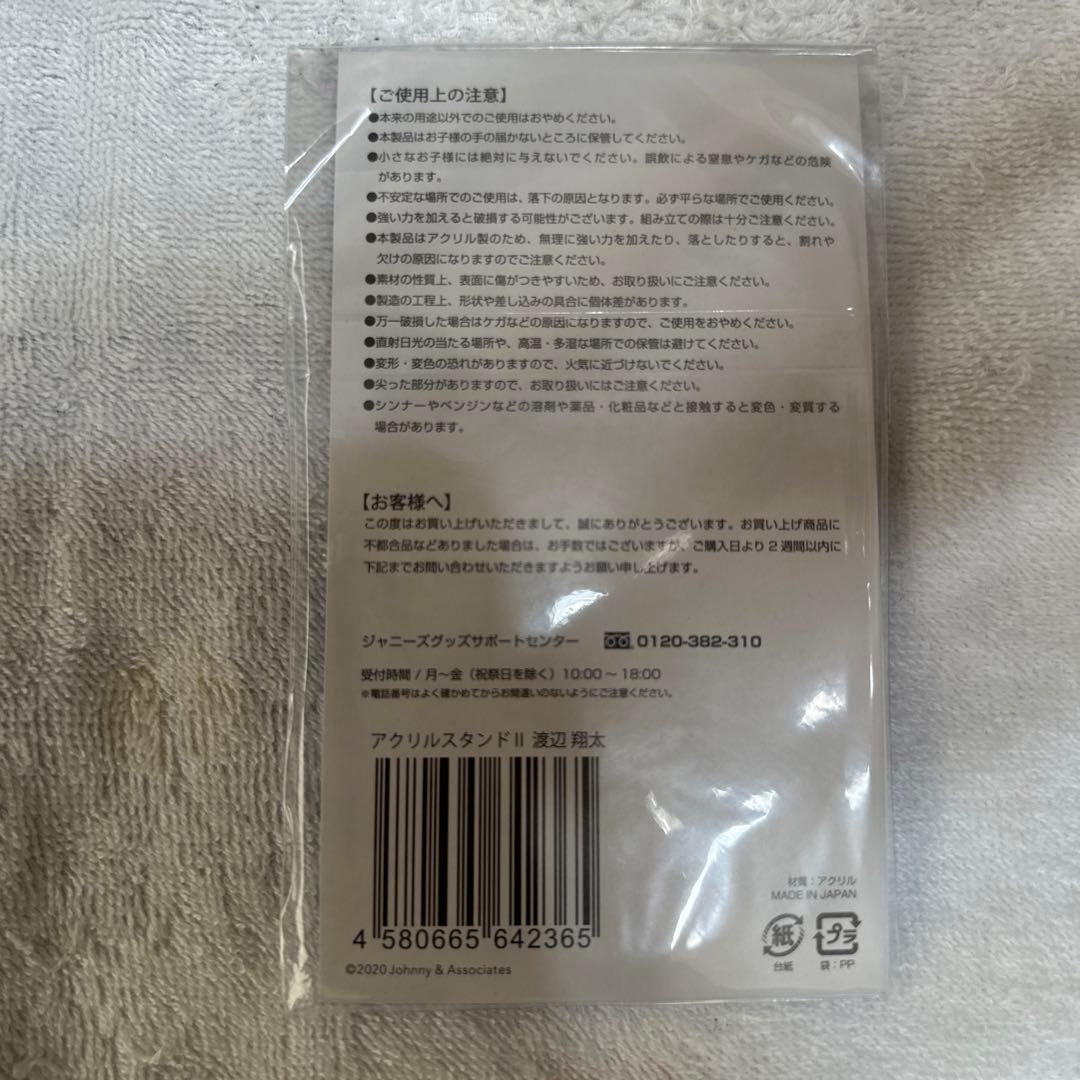 【ご使用上の注意】
●本来の用途以外でのご使用はおやめください。
●本製品はお子様の手の届かないところに保管してください。
●小さなお子様には絶対に与えないでください。誤飲による窒息やケガなどの危険
があります。
●不安定な場所でのご使用は、落下の原因となります。必ず平らな場所でご使用ください。
●強い力を加えると破損する可能性がございます。組み立ての際は十分ご注意ください。
●本製品はアクリル製のため、無理に強い力を加えたり、落としたりすると、割れや
欠けの原因になりますのでご注意ください。
●素材の性質上、表面に傷がつきやすいため、お取り扱いにご注意ください。
●製造の工程上、形状や差し込みの具合に個体差があります。
●万一破損した場合はケガなどの原因になりますので、ご使用をおやめください。
●直射日光の当たる場所や、高温・多湿な場所での保管は避けてください。
●変形・変色の恐れがありますので、火気に近づけないでください。
●尖った部分がありますので、お取り扱いにはご注意ください。
●シンナーやベンジンなどの溶剤や薬品・化粧品などと接触すると変色・変質する
場合があります。
【お客様へ】
この度はお買い上げいただきまして、誠にありがとうございます。お買い上げ商品に
不都合品などありました場合は、お手数ではございますが、ご購入日より2週間以内に
下記までお問い合わせいただきますようお願い申し上げます。
ジャニーズグッズサポートセンター 0120-382-310
受付時間 / 月〜金（祝祭日を除く）10:00〜18:00
※電話番号はよく確かめてからお間違いのないようにご注意ください。
アクリルスタンドⅡ 渡辺 翔太
4 580665 642365
©2020 Johnny & Associates
材質：アクリル
MADE IN JAPAN
紙 プラ
台紙 袋：PP